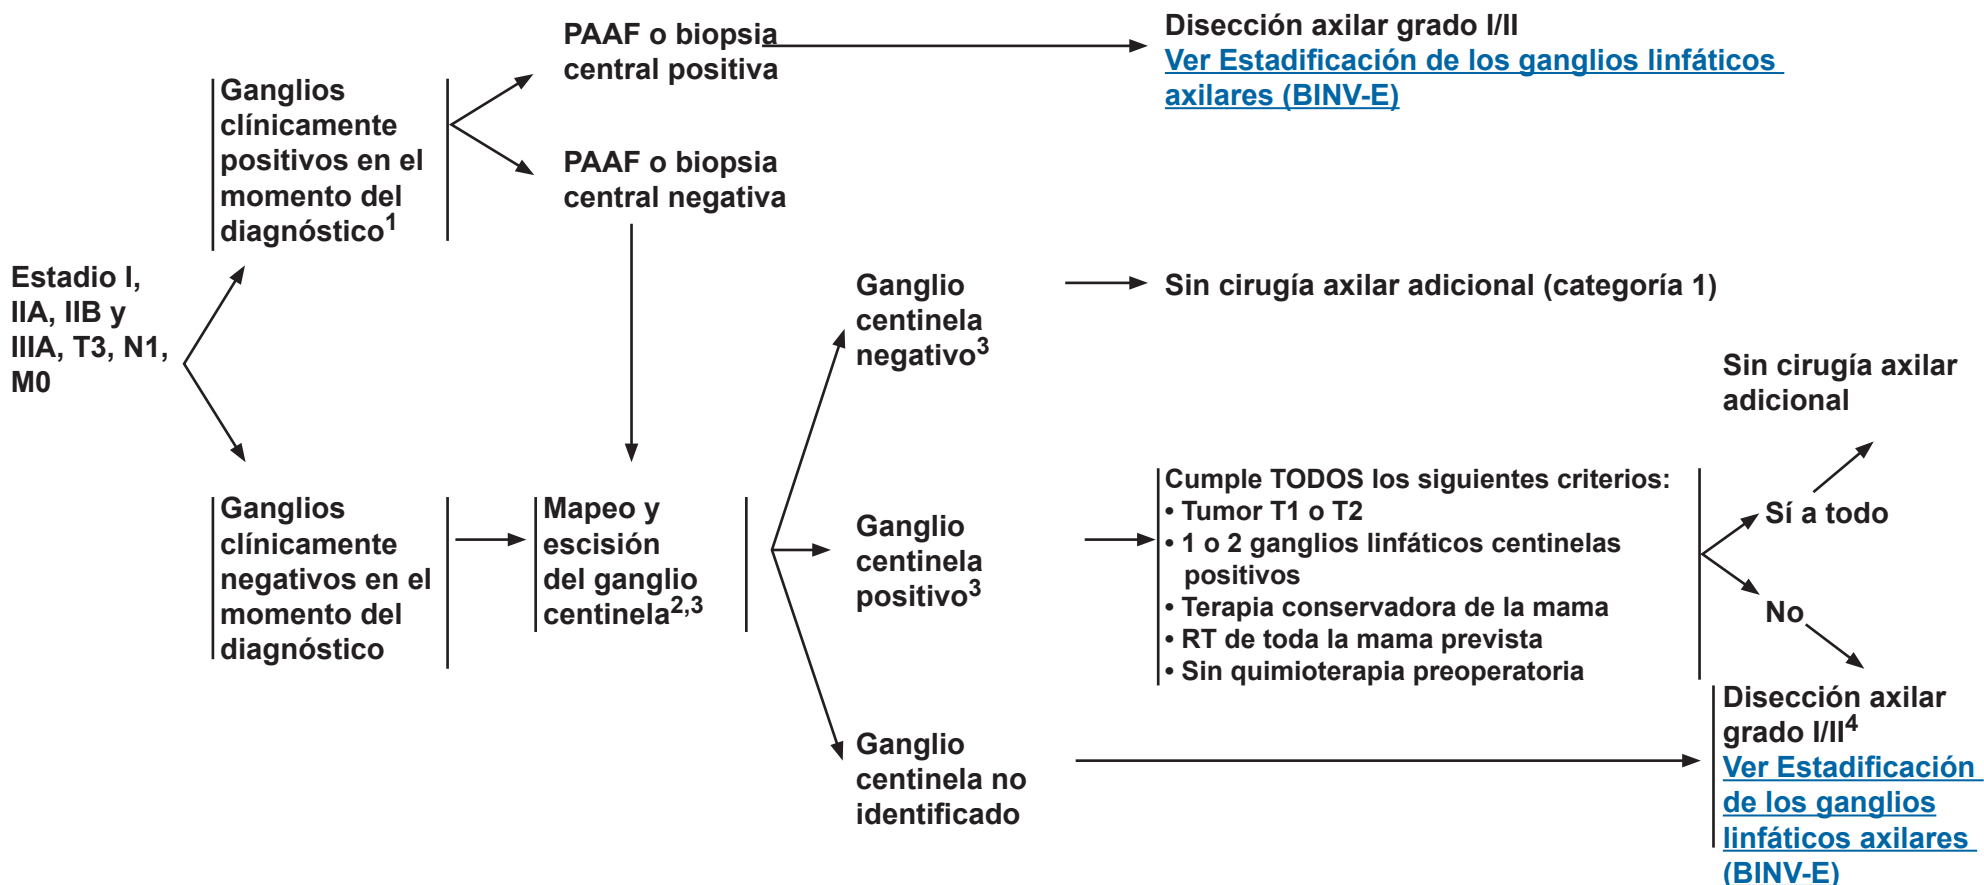 PAAF o biopsia
central positiva
Disección axilar grado I/II
Ver Estadificación de los ganglios linfáticos
axilares (BINV-E)
Ganglios
clínicamente
positivos en el
momento del
diagnóstico1
PAAF o biopsia
central negativa
Estadio I,
IIA, IIB y
IIIA, T3, N1,
M0
Ganglio
centinela
negativo3
Sin cirugía axilar adicional (categoría 1)
Sin cirugía axilar
adicional
Ganglios
clínicamente
negativos en el
momento del
diagnóstico
Mapeo y
escisión
del ganglio
centinela2,3
Ganglio
centinela
positivo3
Cumple TODOS los siguientes criterios:
• Tumor T1 o T2
• 1 o 2 ganglios linfáticos centinelas
positivos
• Terapia conservadora de la mama
• RT de toda la mama prevista
• Sin quimioterapia preoperatoria
Sí a todo
No
Ganglio
centinela no
identificado
Disección axilar
grado I/II4
Ver Estadificación
de los ganglios
linfáticos axilares
(BINV-E)